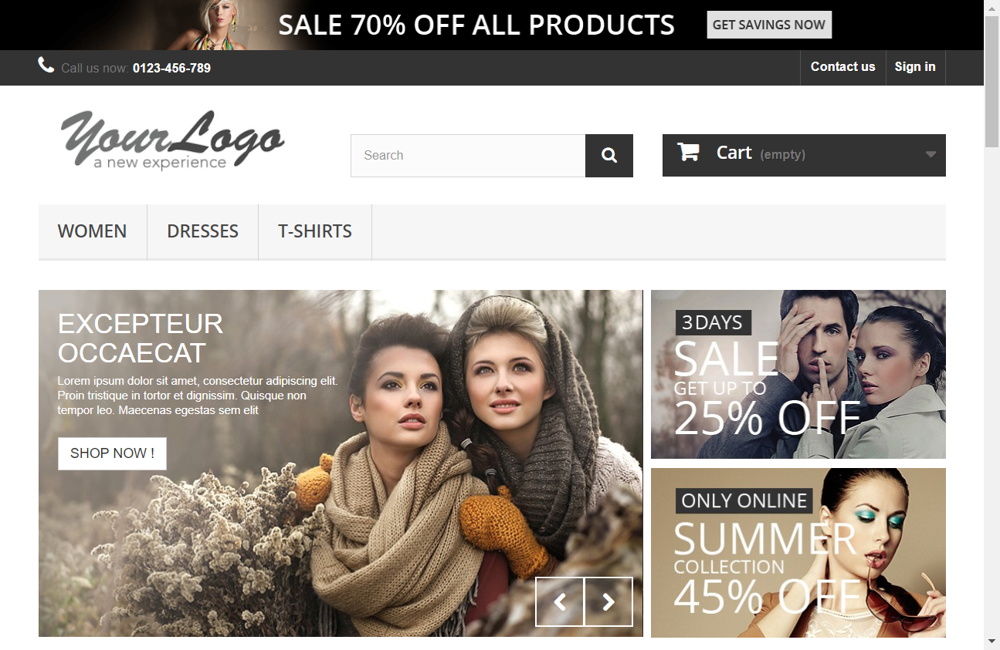 SALE 70% OFF ALL PRODUCTS
GET SAVINGS NOW
Call us now: 0123-456-789
Contact us
Sign in
YourLogo
a new experience
Search
Cart (empty)
WOMEN
DRESSES
T-SHIRTS
EXCEPTEUR
OCCAECAT
Lorem ipsum dolor sit amet, consectetur adipiscing elit.
Proin tristique in tortor et dignissim. Quisque non
tempor leo. Maecenas egestas sem elit
SHOP NOW !
3 DAYS
SALE
GET UP TO
25% OFF
ONLY ONLINE
SUMMER
COLLECTION
45% OFF